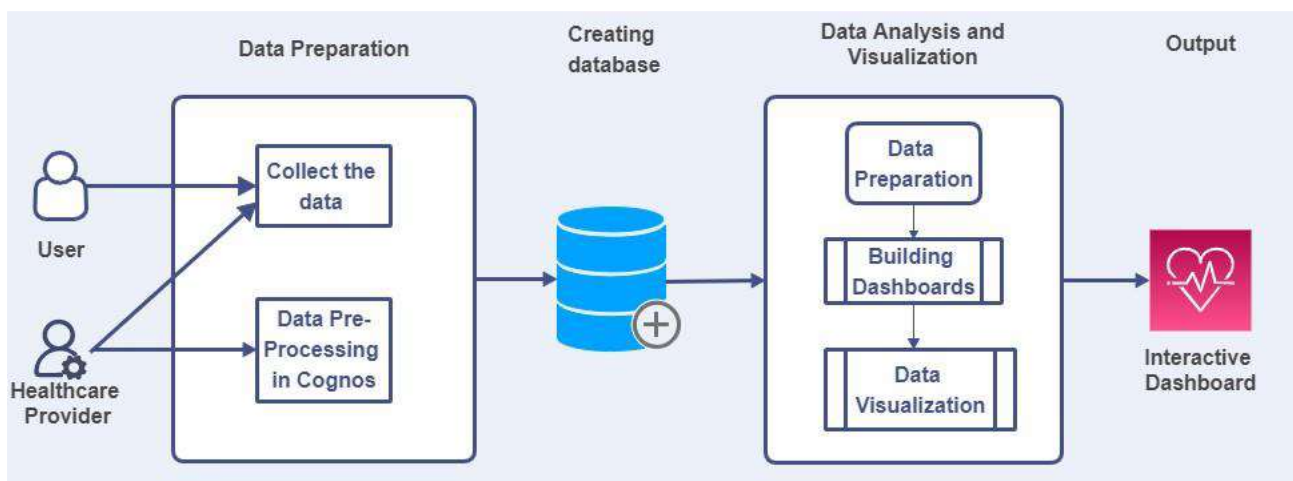 Data Preparation
Creating
database
Data Analysis and
Visualization
Output
Collect the
data
User
Data Pre-
Processing
in Cognos
Healthcare
Provider
Data
Preparation
Building
Dashboards
Data
Visualization
Interactive
Dashboard